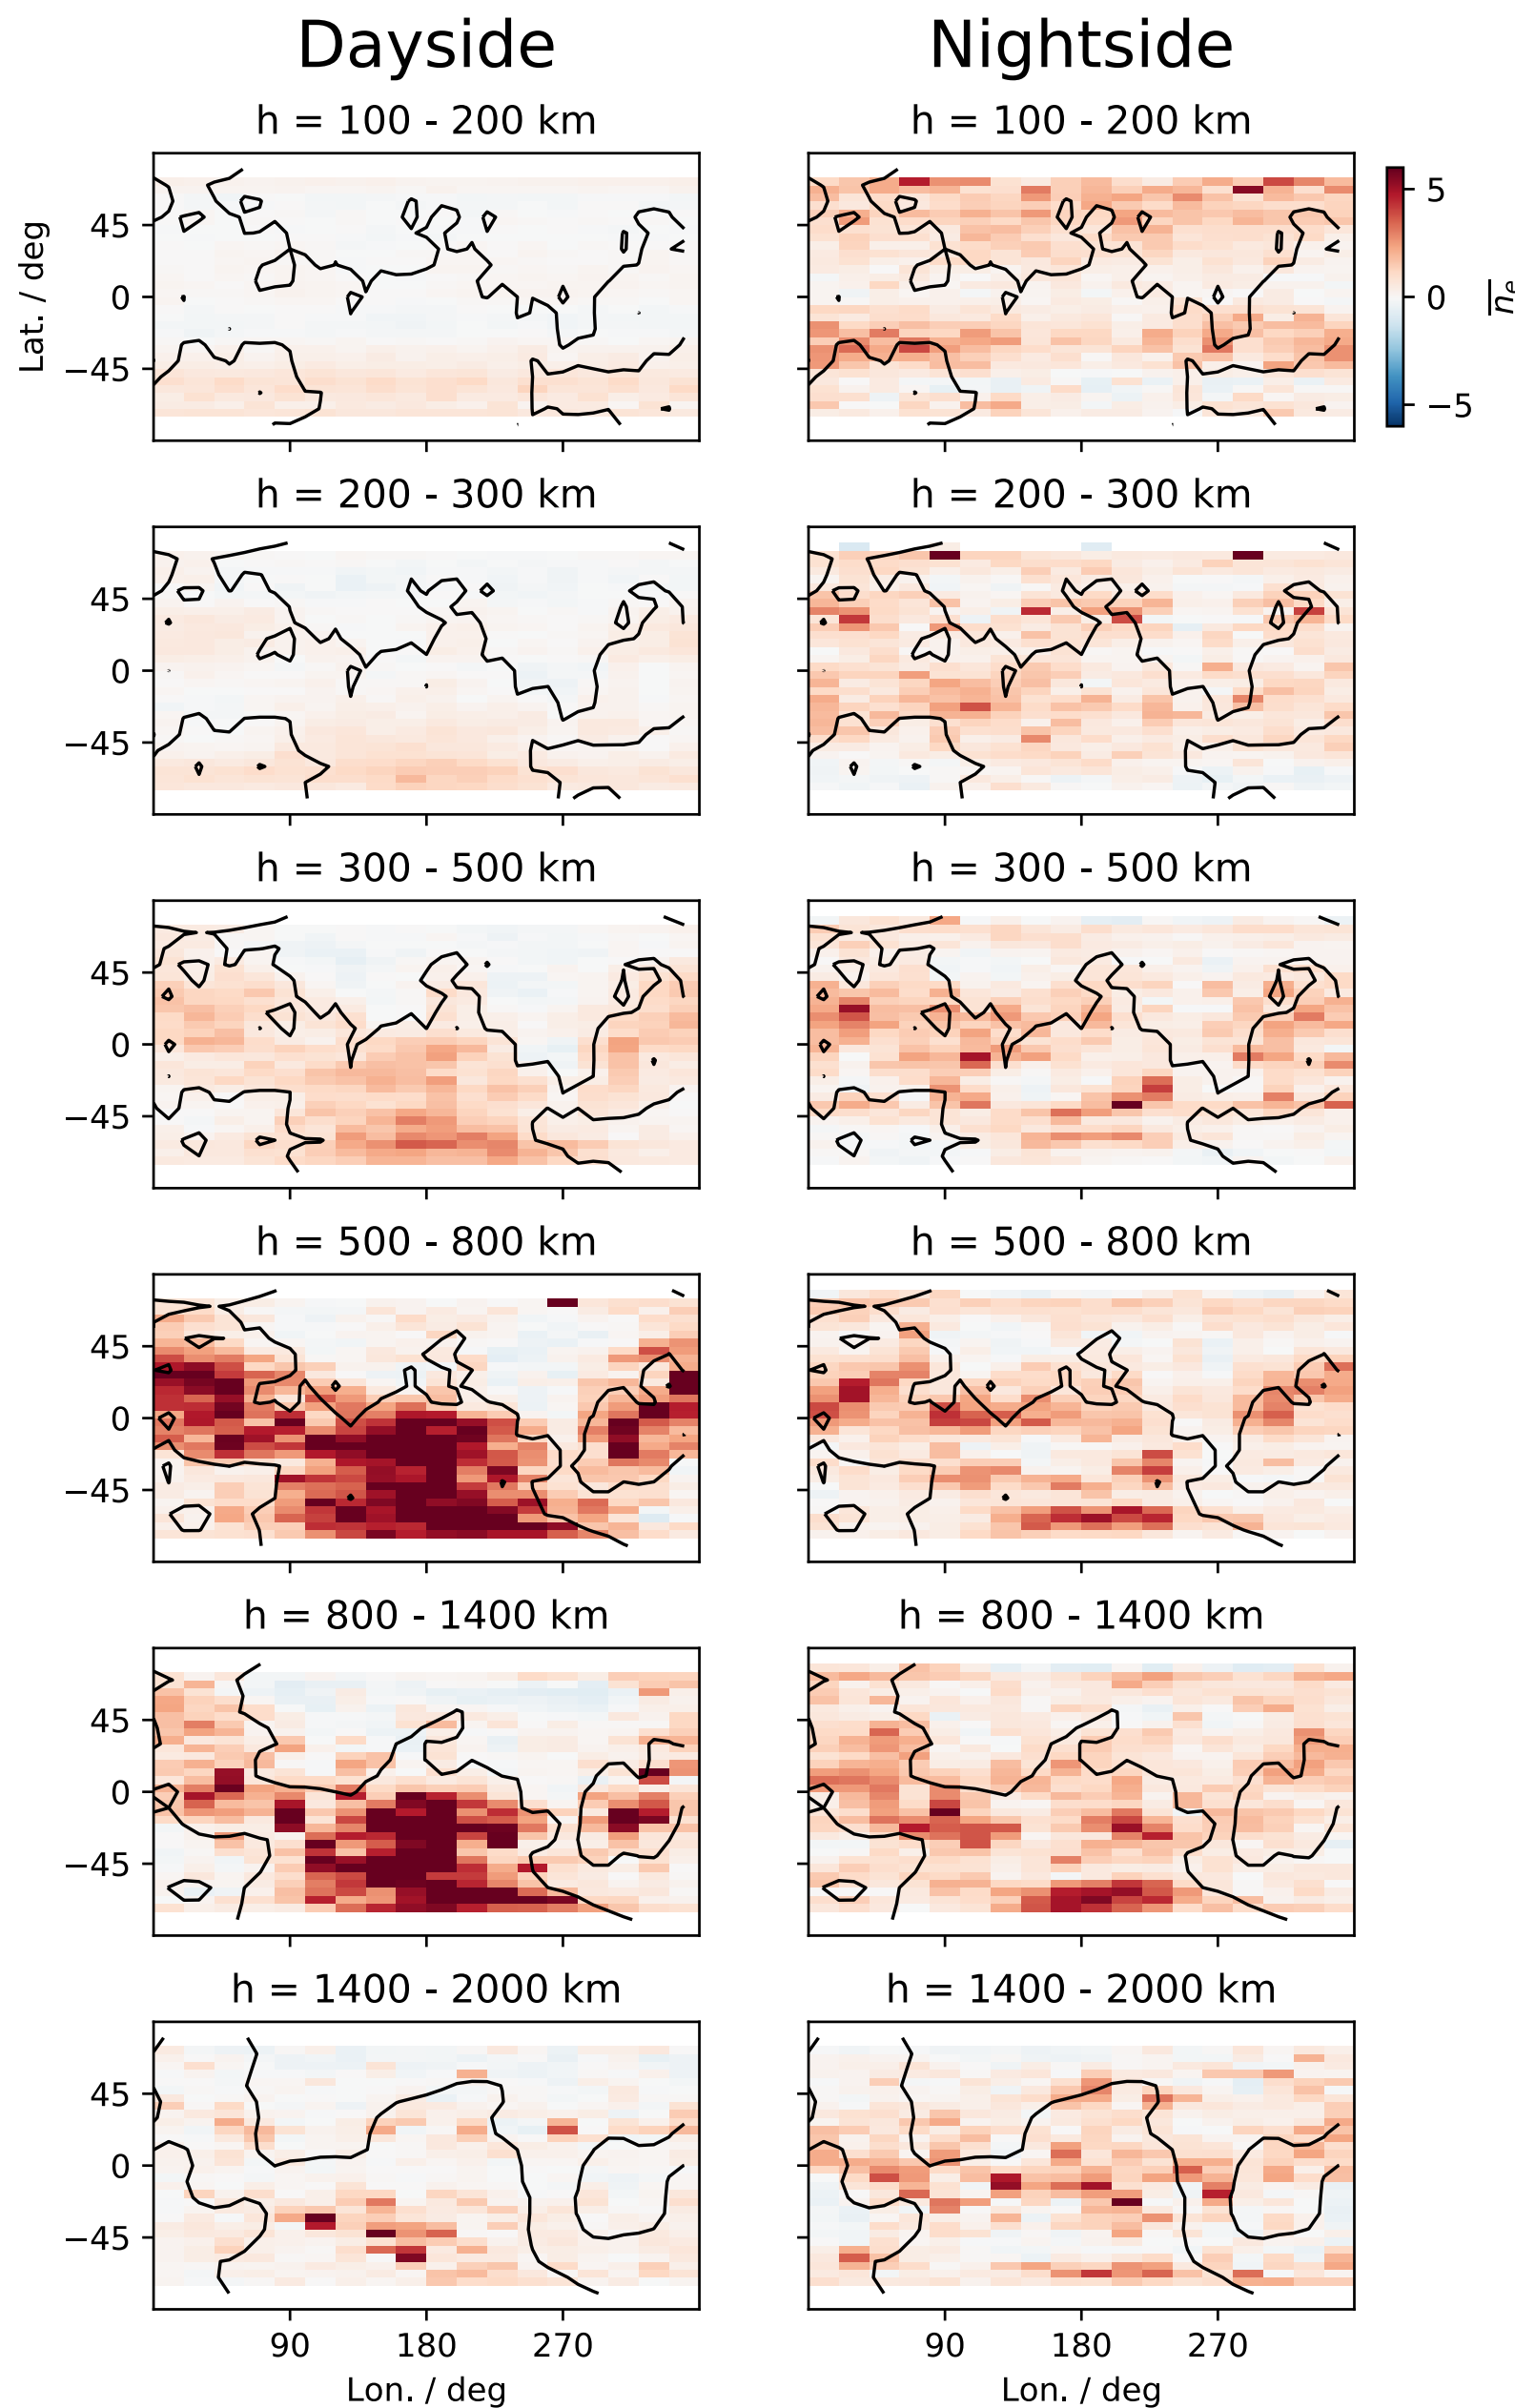 Dayside Nightside
h = 100 - 200 km h = 100 - 200 km
Lat. / deg
45
0
−45
5
0
−5
h = 200 - 300 km h = 200 - 300 km
45
0
−45
h = 300 - 500 km h = 300 - 500 km
45
0
−45
h = 500 - 800 km h = 500 - 800 km
45
0
−45
h = 800 - 1400 km h = 800 - 1400 km
45
0
−45
h = 1400 - 2000 km h = 1400 - 2000 km
45
0
−45
90 180 270 90 180 270
Lon. / deg Lon. / deg